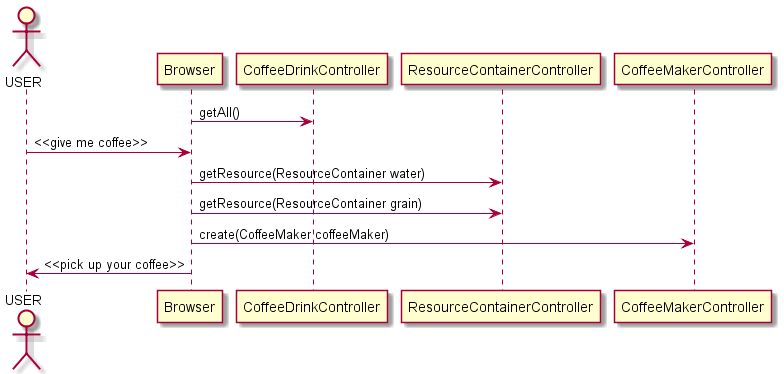 Browser CoffeeDrinkController ResourceContainerController CoffeeMakerController
USER
getAll()
<<give me coffee>>
getResource(ResourceContainer water)
getResource(ResourceContainer grain)
create(CoffeeMaker coffeeMaker)
<<pick up your coffee>>
USER
Browser CoffeeDrinkController ResourceContainerController CoffeeMakerController